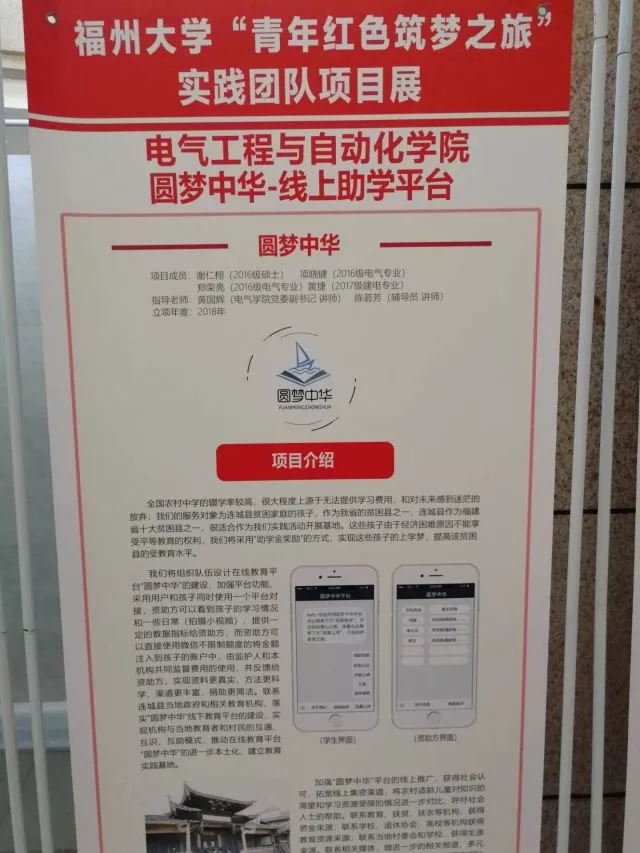 福州大学“青年红色筑梦之旅”
实践团队项目展
电气工程与自动化学院
圆梦中华-线上助学平台
圆梦中华
项目成员：谢仁栩（2016级硕士） 项晓健（2016级电气专业）
郑荣亮（2016级电气专业）黄捷（2017级建电专业）
指导老师：黄国辉（电气学院党委副书记 讲师） 陈荟芳（辅导员 讲师）
立项年度：2018年
圆梦中华
YUANMENGZHONGHUA
项目介绍
全国农村中学的辍学率较高，很大程度上源于无法提供学习费用，和对未来感到迷茫的
放弃；我们的服务对象为连城县贫困家庭的孩子，作为我省的贫困县之一，连城县作为福建
省十大贫困县之一，很适合作为我们实践活动开展基地。这些孩子由于经济困难原因不能享
受平等教育的权利，我们将采用“助学金奖励”的方式，实现这些孩子的上学梦，提高该贫困
县的受教育水平。
我们将组织队伍设计在线教育平
台“圆梦中华”的建设，加强平台功能，
采用用户和孩子同时使用一个平台对
接，资助方可以看到孩子的学习情况
和一些日常（拍摄小视频），提供一
定的数据指标给资助方，而资助方可
以直接使用微信不限制额度的将金额
注入到孩子的账户中，由监护人和本
机构共同监督费用的使用，并反馈给
资助方，实现资料更真实，方法更科
学，渠道更丰富，捐助更简洁。联系
连城县当地政府和相关教育机构，落
实“圆梦中华”线下教育平台的建设，实
现机构与当地教育者和村民的互通、
互识、互助模式，推动在线教育平台
“圆梦中华”的进一步本土化，建立教育
实践基地。
圆梦中华平台
圆梦中华
（学生界面）
（资助方界面）
加强“圆梦中华”平台的线上推广，获得社会认
可，拓宽线上集资渠道，将农村适龄儿童对知识的
渴望和学习资源受限的情况进一步对比，呼吁社会
人士的帮助。联系教育、扶贫、扶农等机构，获得
资金来源，联系学校、退休协会、高校等机构获得
教育资源来源，联系当地村委会和学校，获得生源
来源。联系相关媒体，做进一步的相关报道，多元